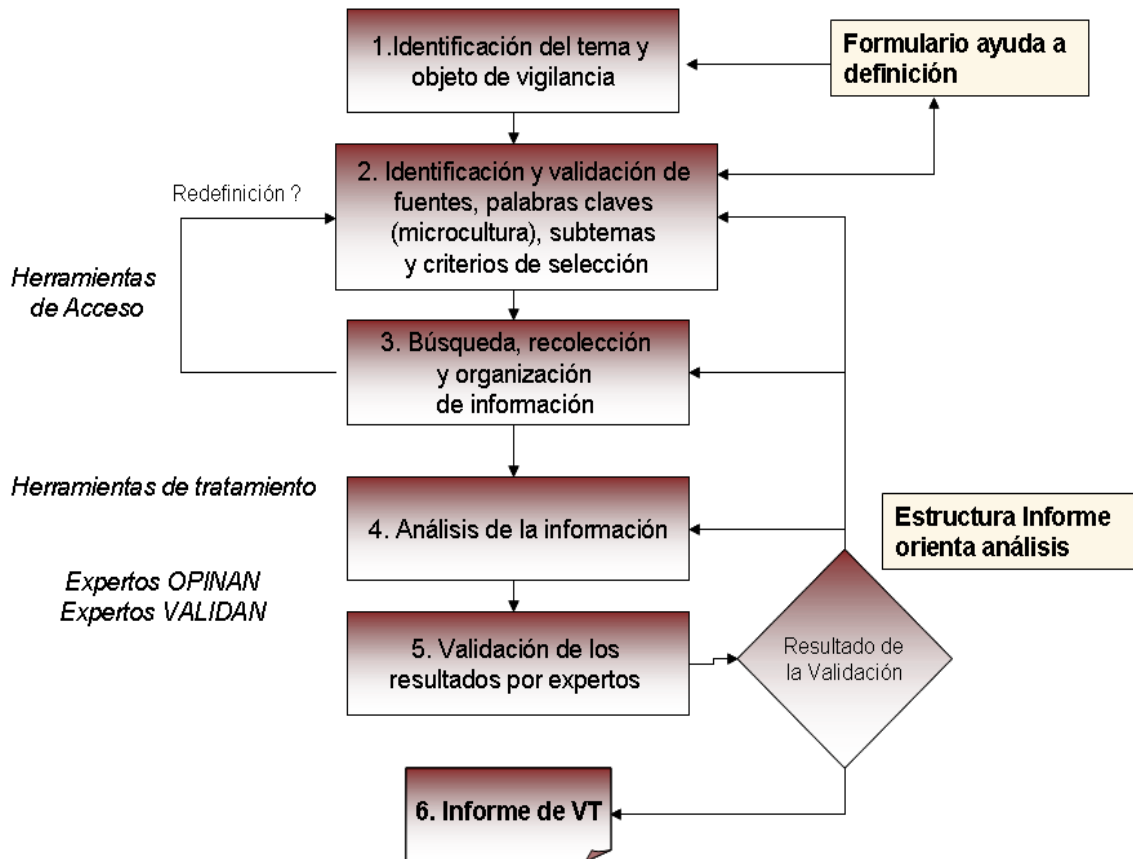 1.Identificación del tema y
objeto de vigilancia
Formulario ayuda a
definición
2. Identificación y validación de
fuentes, palabras claves
(microcultura), subtemas
y criterios de selección
Redefinición ?
Herramientas
de Acceso
3. Búsqueda, recolección
y organización
de información
Herramientas de tratamiento
4. Análisis de la información
Estructura Informe
orienta análisis
Expertos OPINAN
Expertos VALIDAN
5. Validación de los
resultados por expertos
Resultado de
la Validación
6. Informe de VT